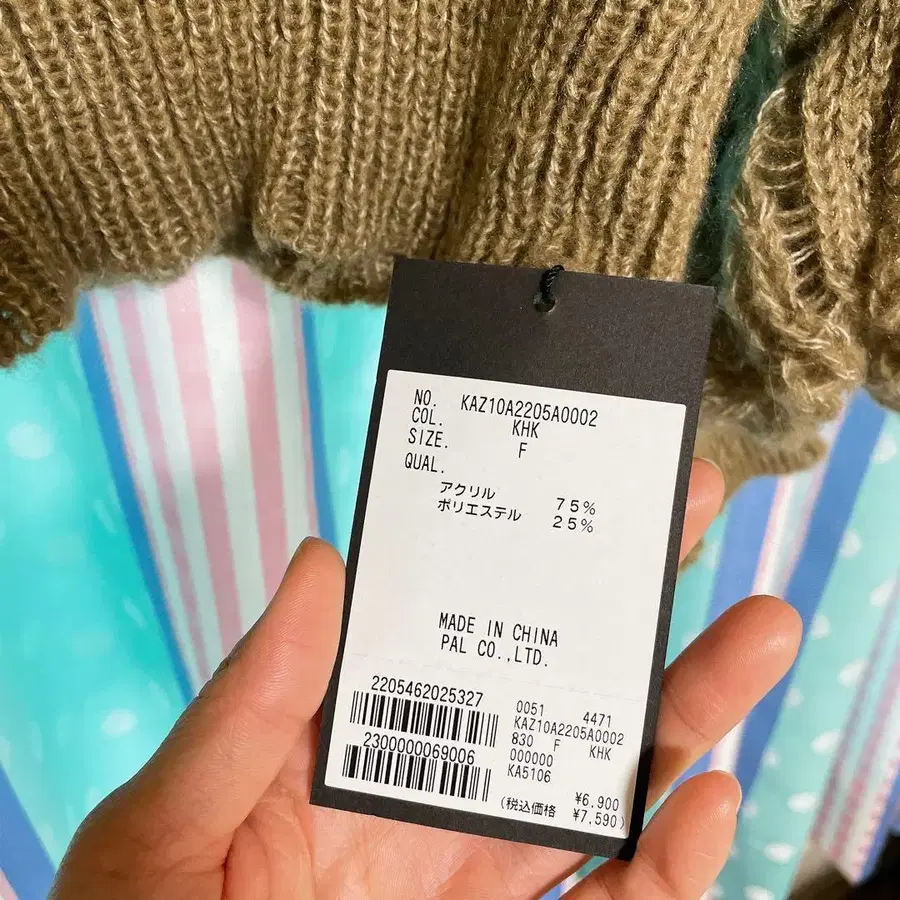 NO. KAZ10A2205A0002
COL. KHK
SIZE. F
QUAL.
アクリル 75%
ポリエステル 25%
MADE IN CHINA
PAL CO.,LTD.
2205462025327
2300000069006
0051 4471
KAZ10A2205A0002
830 F KHK
000000
KA5106
¥6,900
(税込価格 ¥7,590)